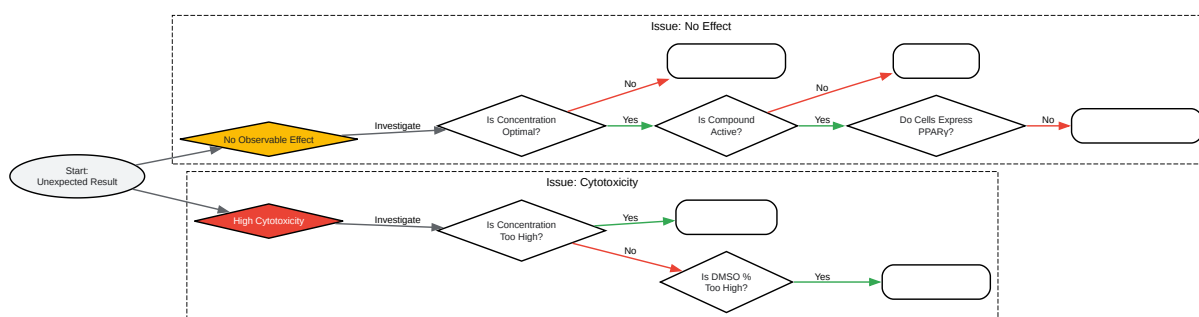 Issue: No Effect
No
No
Is Concentration
Optimal?
Yes
Is Compound
Active?
Yes
Do Cells Express
PPARγ?
No
Investigate
No Observable Effect
Start:
Unexpected Result
Issue: Cytotoxicity
High Cytotoxicity
Investigate
Is Concentration
Too High?
Yes
No
Is DMSO %
Too High?
Yes